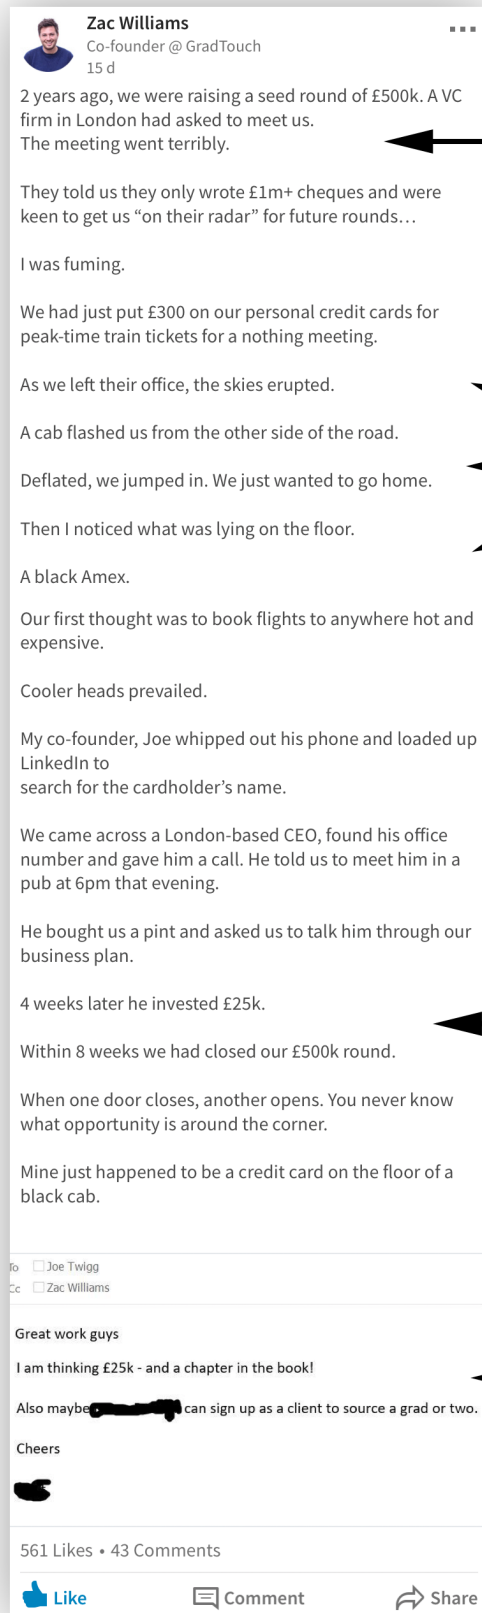 Zac Williams
Co-founder @ GradTouch
15 d
2 years ago, we were raising a seed round of £500k. A VC
firm in London had asked to meet us.
The meeting went terribly.
They told us they only wrote £1m+ cheques and were
keen to get us “on their radar” for future rounds...
I was fuming.
We had just put £300 on our personal credit cards for
peak-time train tickets for a nothing meeting.
As we left their office, the skies erupted.
A cab flashed us from the other side of the road.
Deflated, we jumped in. We just wanted to go home.
Then I noticed what was lying on the floor.
A black Amex.
Our first thought was to book flights to anywhere hot and
expensive.
Cooler heads prevailed.
My co-founder, Joe whipped out his phone and loaded up
LinkedIn to
search for the cardholder’s name.
We came across a London-based CEO, found his office
number and gave him a call. He told us to meet him in a
pub at 6pm that evening.
He bought us a pint and asked us to talk him through our
business plan.
4 weeks later he invested £25k.
Within 8 weeks we had closed our £500k round.
When one door closes, another opens. You never know
what opportunity is around the corner.
Mine just happened to be a credit card on the floor of a
black cab.
To Joe Twigg
Cc Zac Williams
Great work guys
I am thinking £25k - and a chapter in the book!
Also maybe can sign up as a client to source a grad or two.
Cheers
561 Likes • 43 Comments
Like Comment Share